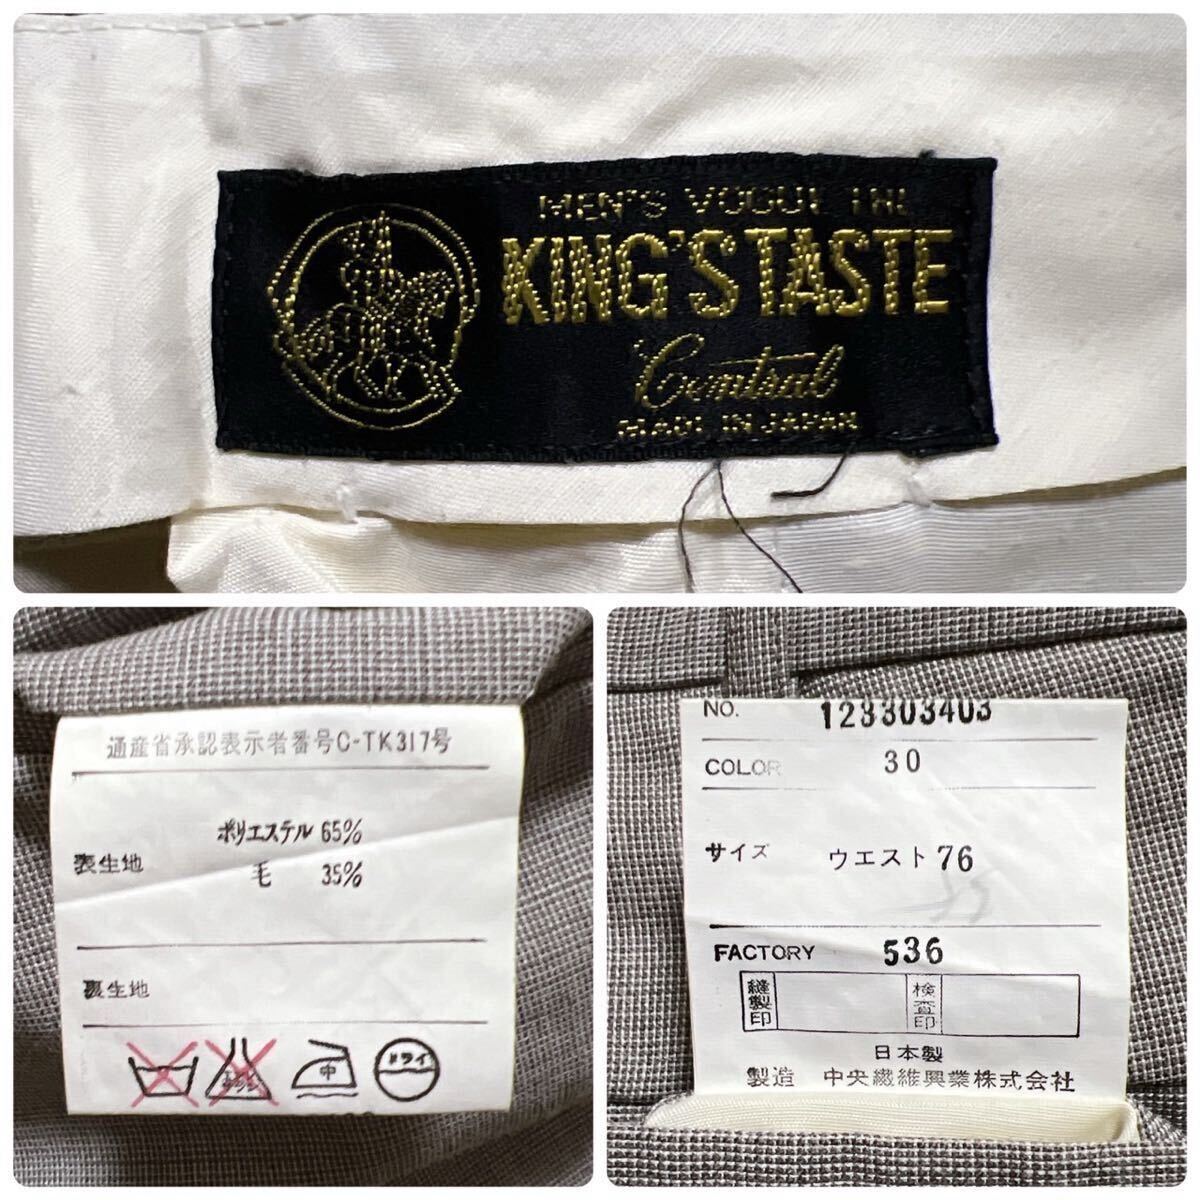 MEN'S VOGUE THE
KING'S TASTE
Central
MADE IN JAPAN
通産省承認表示者番号C-TK317号
表生地
ポリエステル 65%
毛 35%
裏生地
中
ドライ
NO. 123303403
COLOR 30
サイズ ウエスト 76
FACTORY 536
縫製印
検査印
日本製
製造 中央繊維興業株式会社